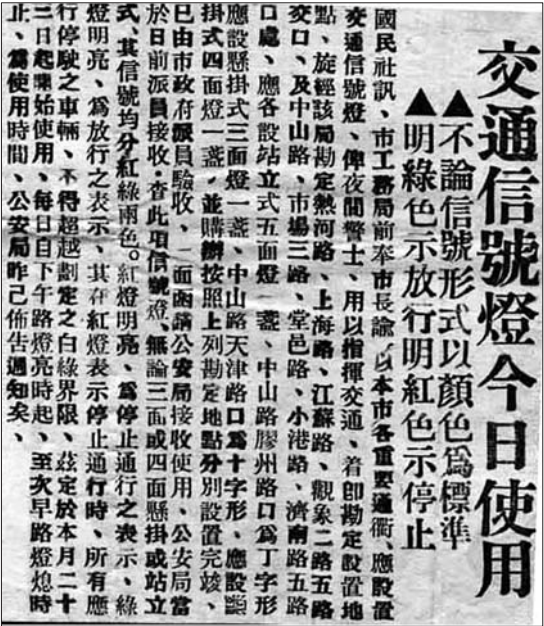 交通信號燈今日使用
▲不論信號形式以顏色爲標準
▲明綠色示放行明紅色示停止
國民社訊、市工務局前奉市長諭、以本市各重要通衢、應設置
交通信號燈、俾夜間警士、用以指揮交通、着卽勘定設置地
點、旋經該局勘定熱河路、上海路、江蘇路、觀象二路五路
交口、及中山路、市場三路、堂邑路、小港路、濟南路五路
口處、應各設站立式五面燈一盞、中山路膠州路口爲丁字形
應設懸掛式三面燈一盞、中山路天津路口爲十字形、應設懸
掛式四面燈一盞、並購辦按照上列勘定地點分別設置完竣、
已由市政府派員驗收、一面函請公安局接收使用、公安局當
於日前派員接收、查此項信號燈、無論三面或四面懸掛或站立
式、其信號均分紅綠兩色。紅燈明亮、爲停止通行之表示、綠
燈明亮、爲放行之表示、其在紅燈表示停止通行時、所有應
行停駛之車輛、不得超越劃定之白綠界限、茲定於本月二十
三日起開始使用、每日自下午路燈亮時起、至次早路燈熄時
止、爲使用時間、公安局昨已佈告通知矣、